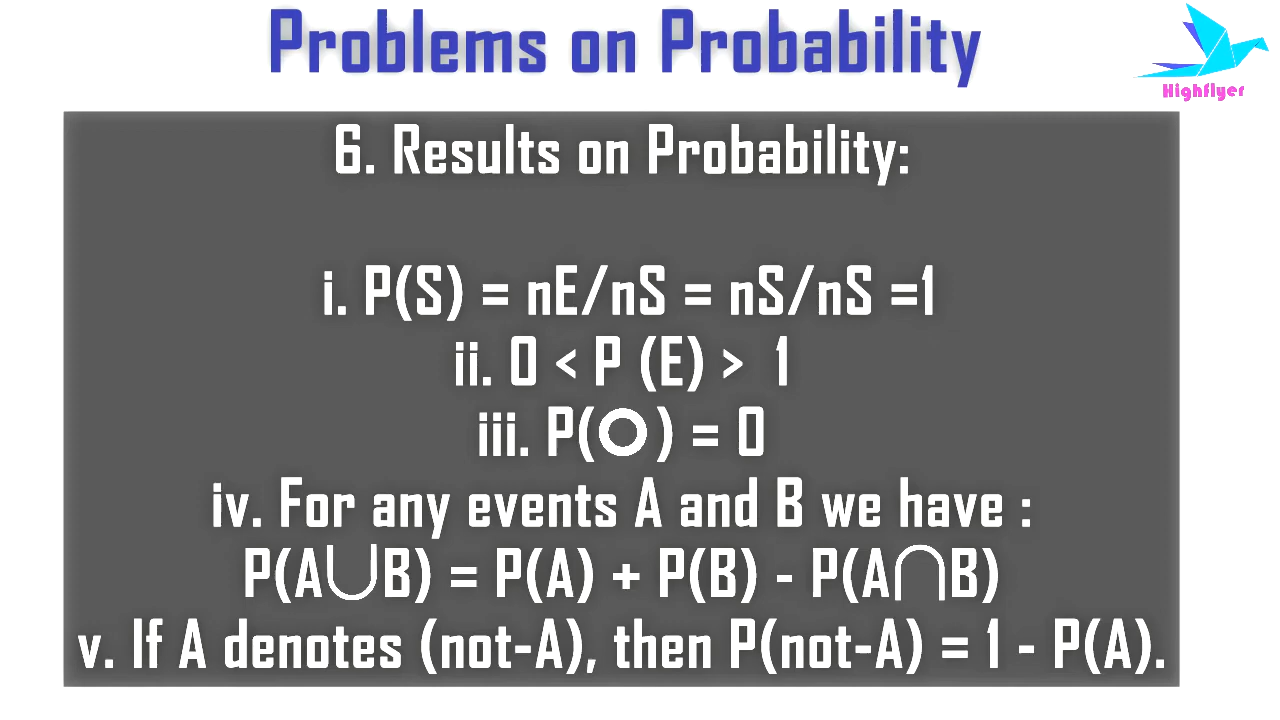 Problems on Probability
Highflyer
6. Results on Probability:
i. P(S) = nE/nS = nS/nS =1
ii. 0 < P (E) > 1
iii. P(O) = 0
iv. For any events A and B we have :
P(A∪B) = P(A) + P(B) - P(A∩B)
v. If A denotes (not-A), then P(not-A) = 1 - P(A).